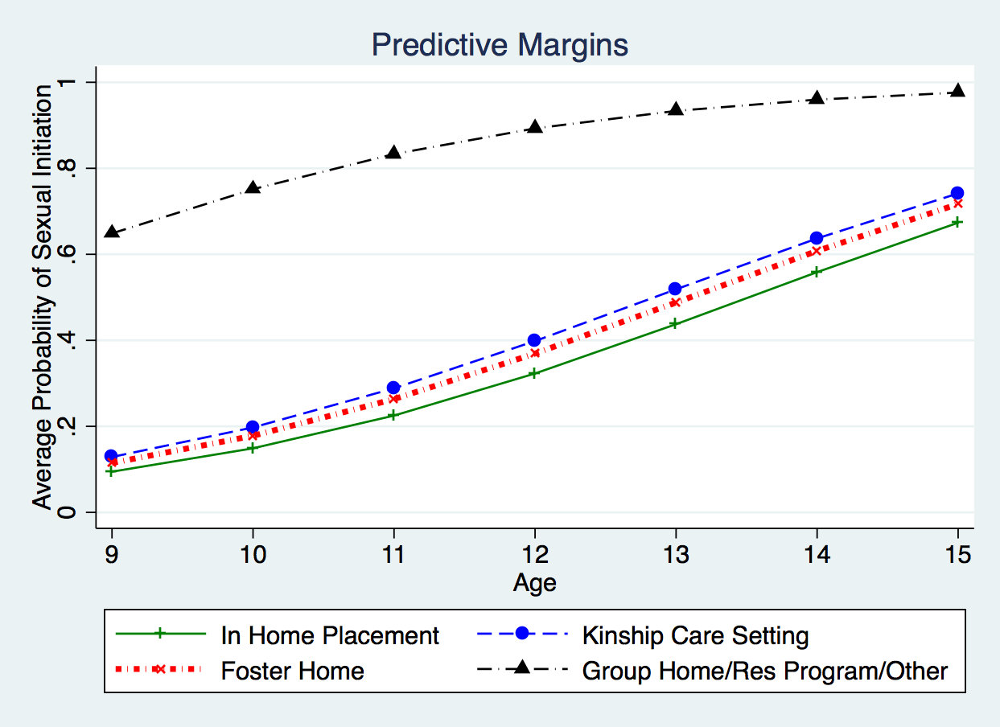 Predictive Margins
Average Probability of Sexual Initiation
1
.8
.6
.4
.2
0
9 10 11 12 13 14 15
Age
In Home Placement Kinship Care Setting
Foster Home Group Home/Res Program/Other